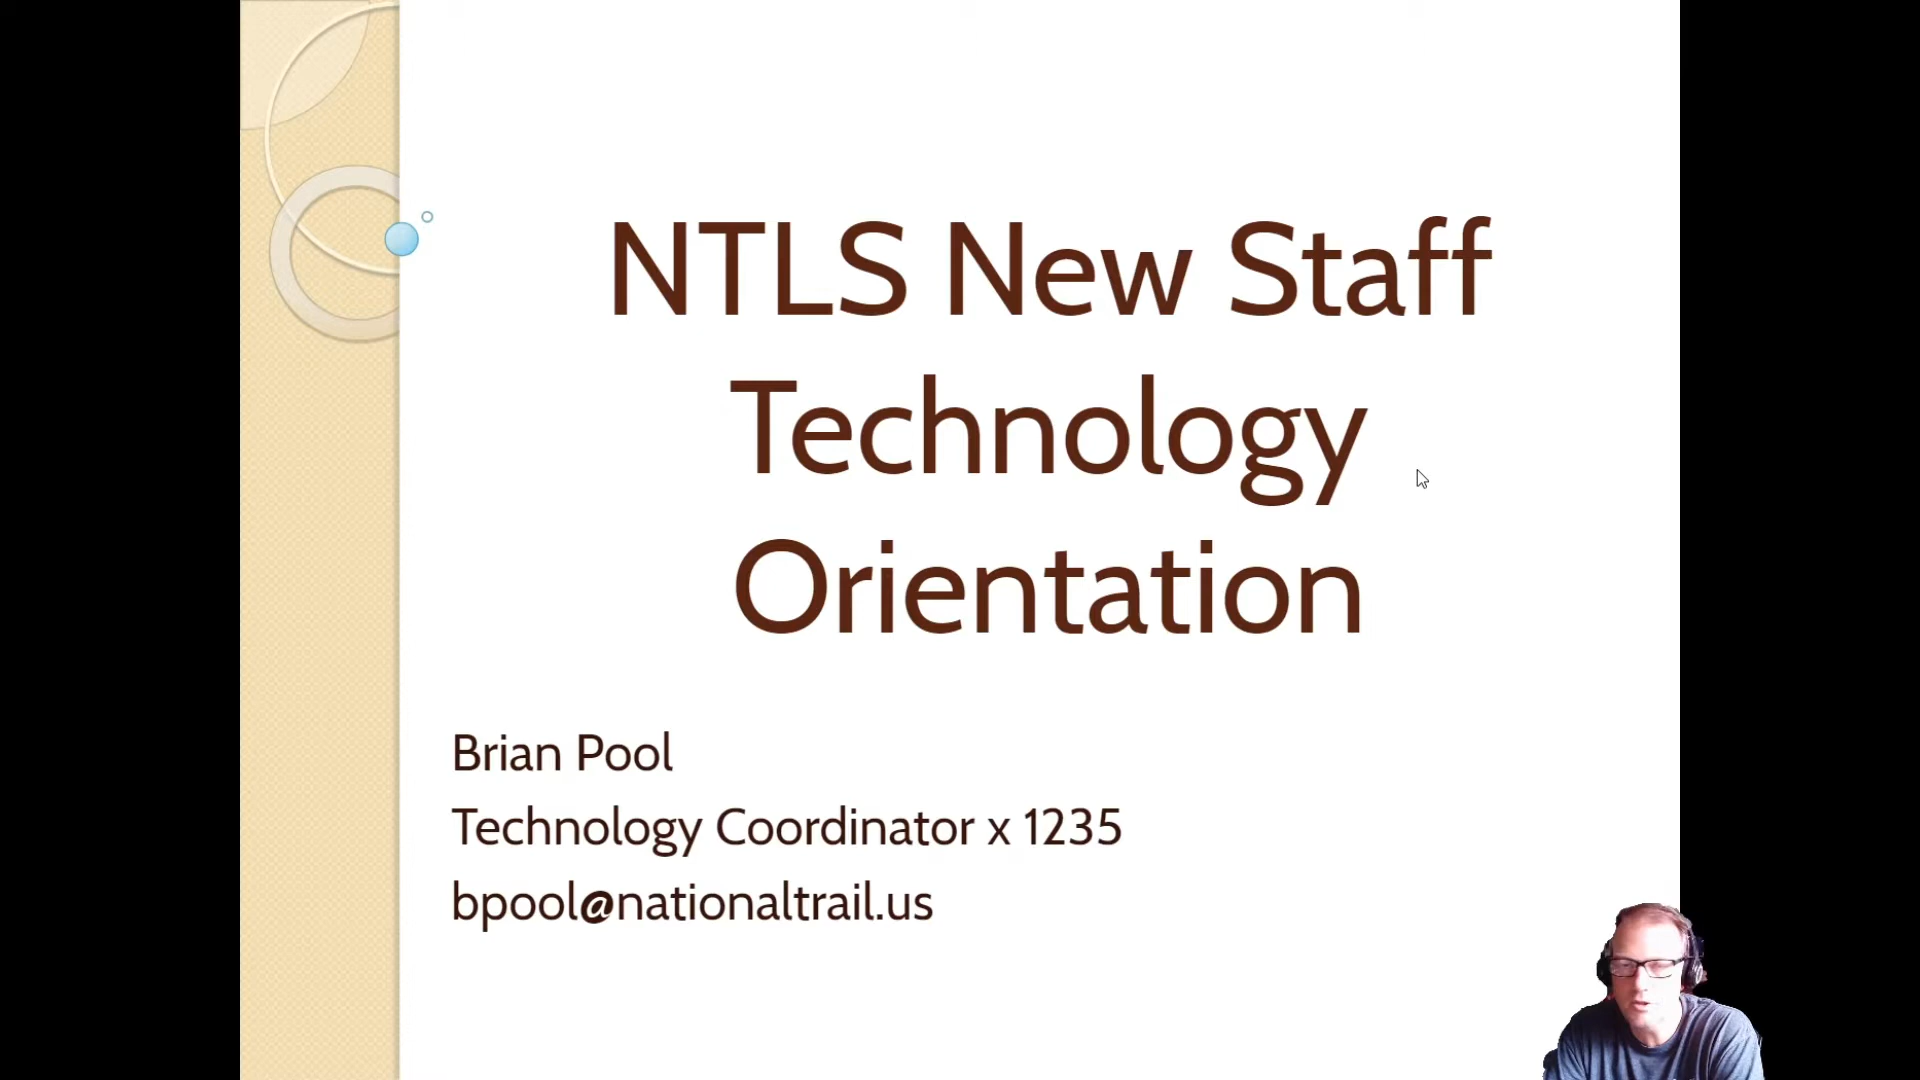 NTLS New Staff
Technology
Orientation
Brian Pool
Technology Coordinator x 1235
bpool@nationaltrail.us